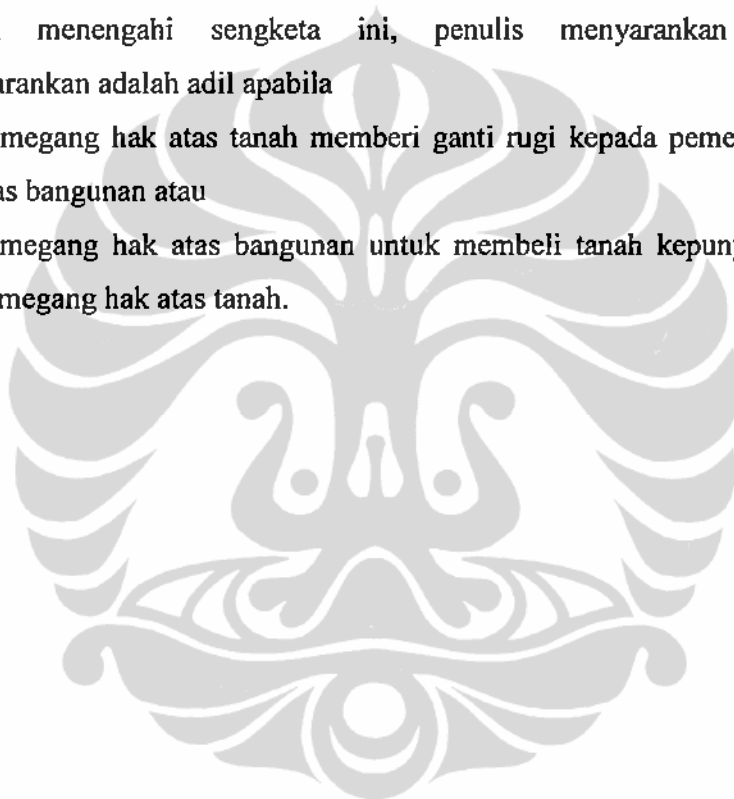 menengahi sengketa ini, penulis menyarankan
arankan adalah adil apabila
megang hak atas tanah memberi ganti rugi kepada peme
as bangunan atau
megang hak atas bangunan untuk membeli tanah kepuny
megang hak atas tanah.